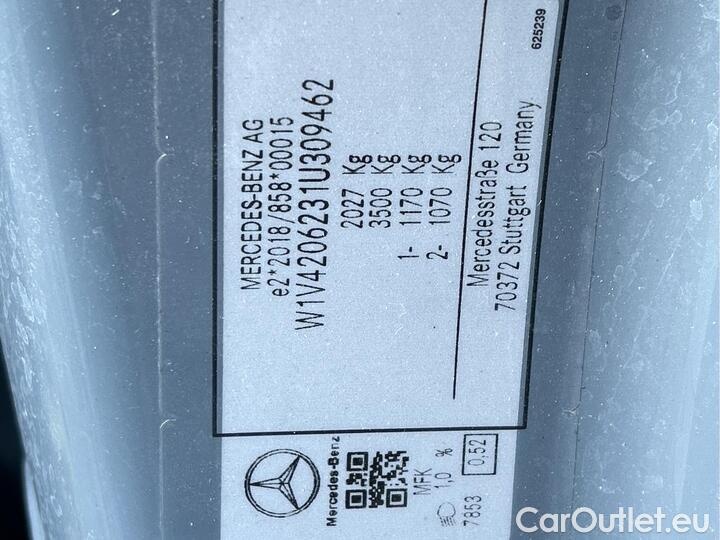 MERCEDES-BENZ AG
e2*2018/858*00015
W1V4206231U309462
2027 Kg
3500 Kg
1- 1170 Kg
2- 1070 Kg
Mercedesstraße 120
70372 Stuttgart Germany
625239
Mercedes-Benz
MFK
1,0 %
7853 0,52
CarOutlet.eu